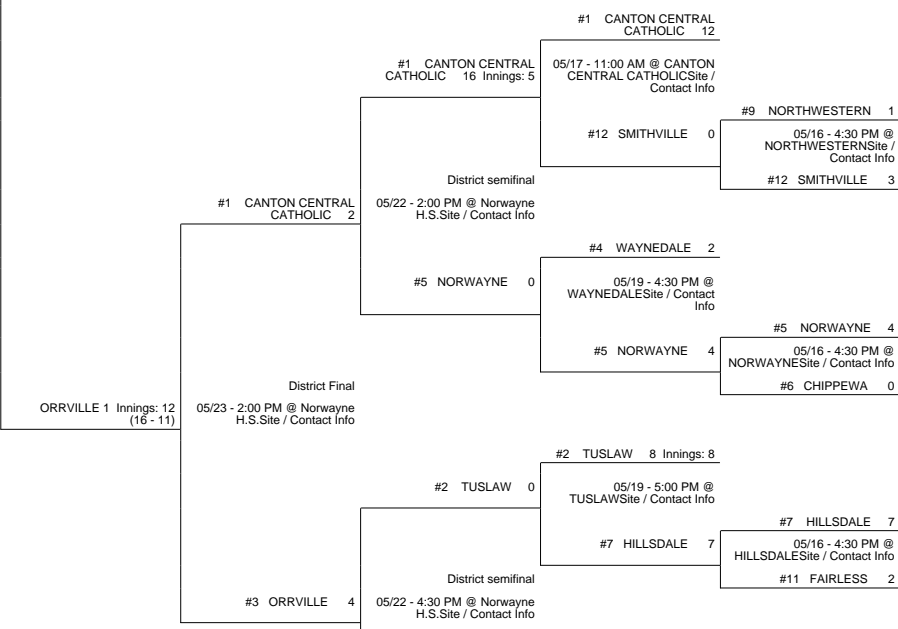 #1 CANTON CENTRAL
CATHOLIC 12
#1 CANTON CENTRAL
CATHOLIC 16 Innings: 5
05/17 - 11:00 AM @ CANTON
CENTRAL CATHOLICSite /
Contact Info
#9 NORTHWESTERN 1
#12 SMITHVILLE 0
05/16 - 4:30 PM @
NORTHWESTERNSite /
Contact Info
#12 SMITHVILLE 3
District semifinal
#1 CANTON CENTRAL
CATHOLIC 2
05/22 - 2:00 PM @ Norwayne
H.S.Site / Contact Info
#4 WAYNEDALE 2
#5 NORWAYNE 0
05/19 - 4:30 PM @
WAYNEDALESite / Contact
Info
#5 NORWAYNE 4
#5 NORWAYNE 4
05/16 - 4:30 PM @
NORWAYNESite / Contact Info
#6 CHIPPEWA 0
District Final
ORRVILLE 1 Innings: 12
(16 - 11)
05/23 - 2:00 PM @ Norwayne
H.S.Site / Contact Info
#2 TUSLAW 8 Innings: 8
#2 TUSLAW 0
05/19 - 5:00 PM @
TUSLAWSite / Contact Info
#7 HILLSDALE 7
#7 HILLSDALE 7
05/16 - 4:30 PM @
HILLSDALESite / Contact Info
#11 FAIRLESS 2
District semifinal
#3 ORRVILLE 4
05/22 - 4:30 PM @ Norwayne
H.S.Site / Contact Info